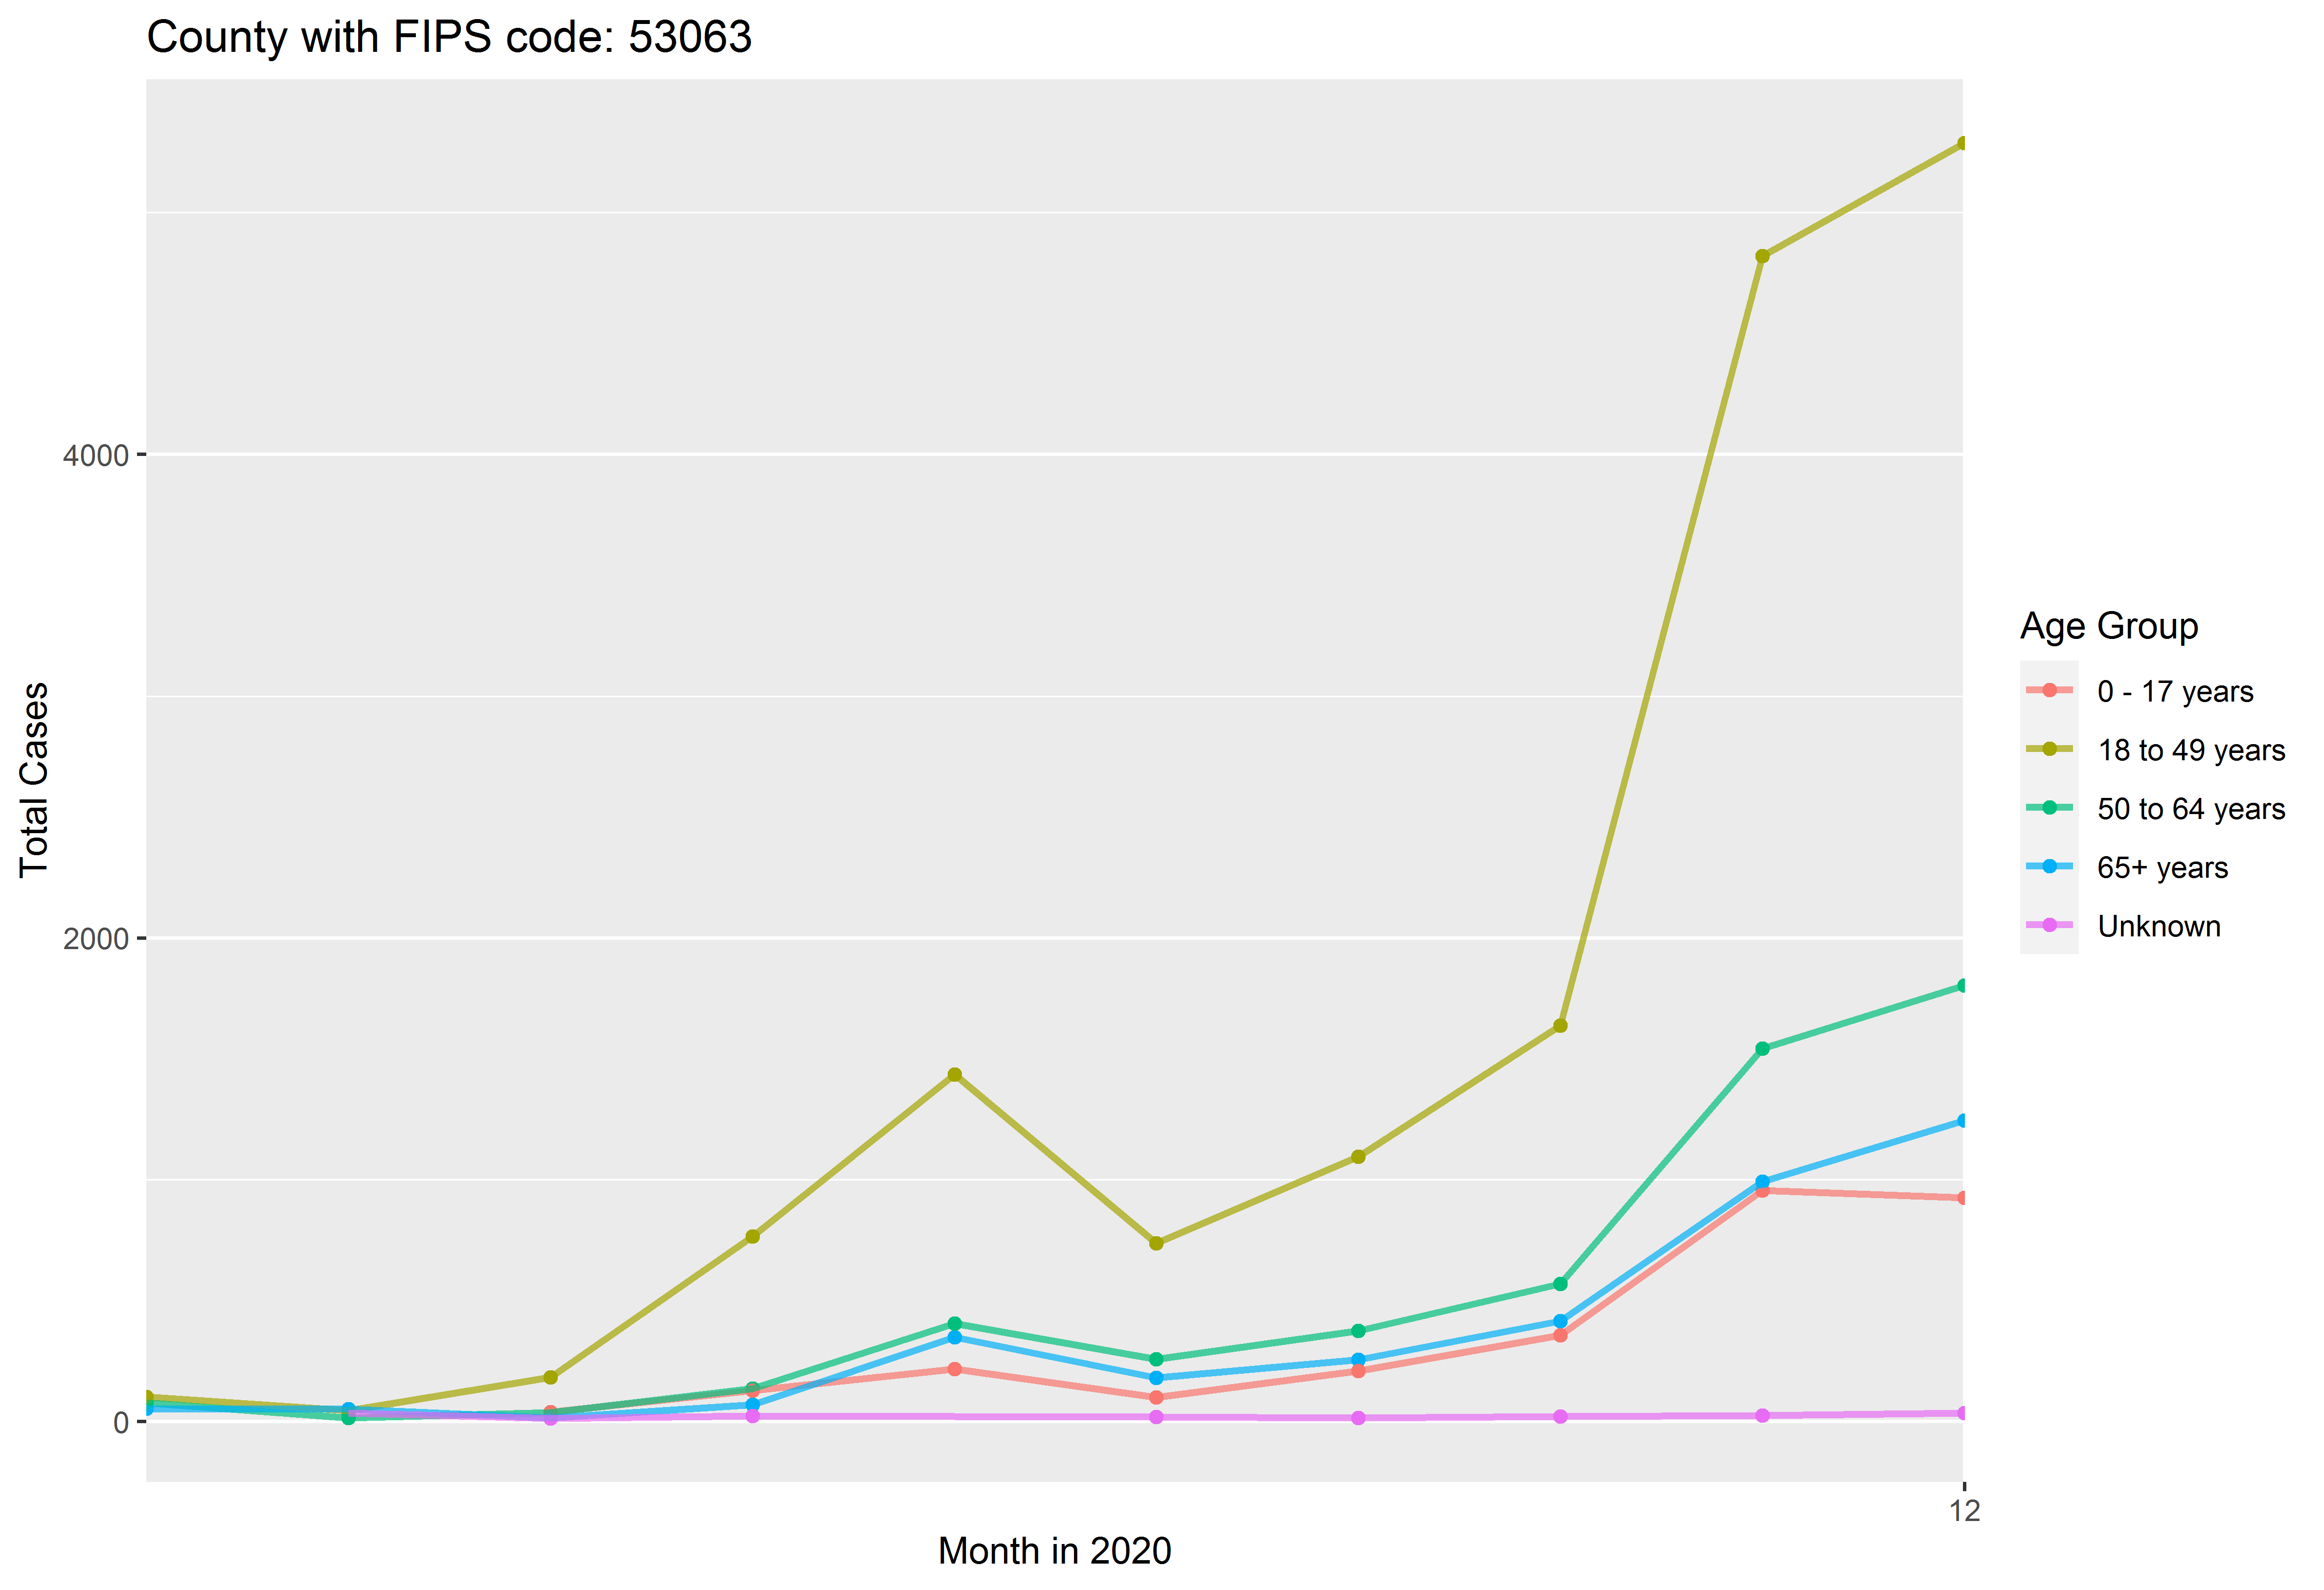 County with FIPS code: 53063
Total Cases
4000
2000
0
12
Month in 2020
Age Group
0 - 17 years
18 to 49 years
50 to 64 years
65+ years
Unknown